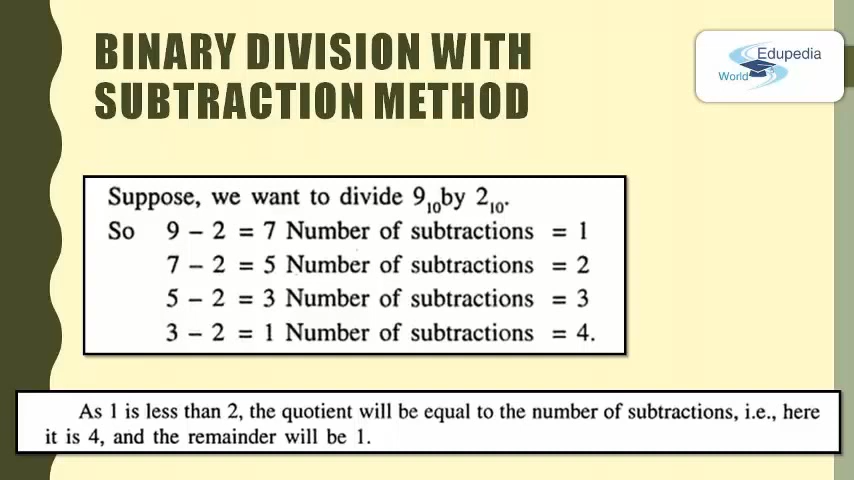 BINARY DIVISION WITH
SUBTRACTION METHOD
Edupedia
World
Suppose, we want to divide 9₁₀by 2₁₀.
So 9 – 2 = 7 Number of subtractions = 1
7 – 2 = 5 Number of subtractions = 2
5 – 2 = 3 Number of subtractions = 3
3 – 2 = 1 Number of subtractions = 4.
As 1 is less than 2, the quotient will be equal to the number of subtractions, i.e., here
it is 4, and the remainder will be 1.